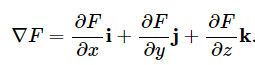 ∇F = ∂F/∂x i + ∂F/∂y j + ∂F/∂z k.